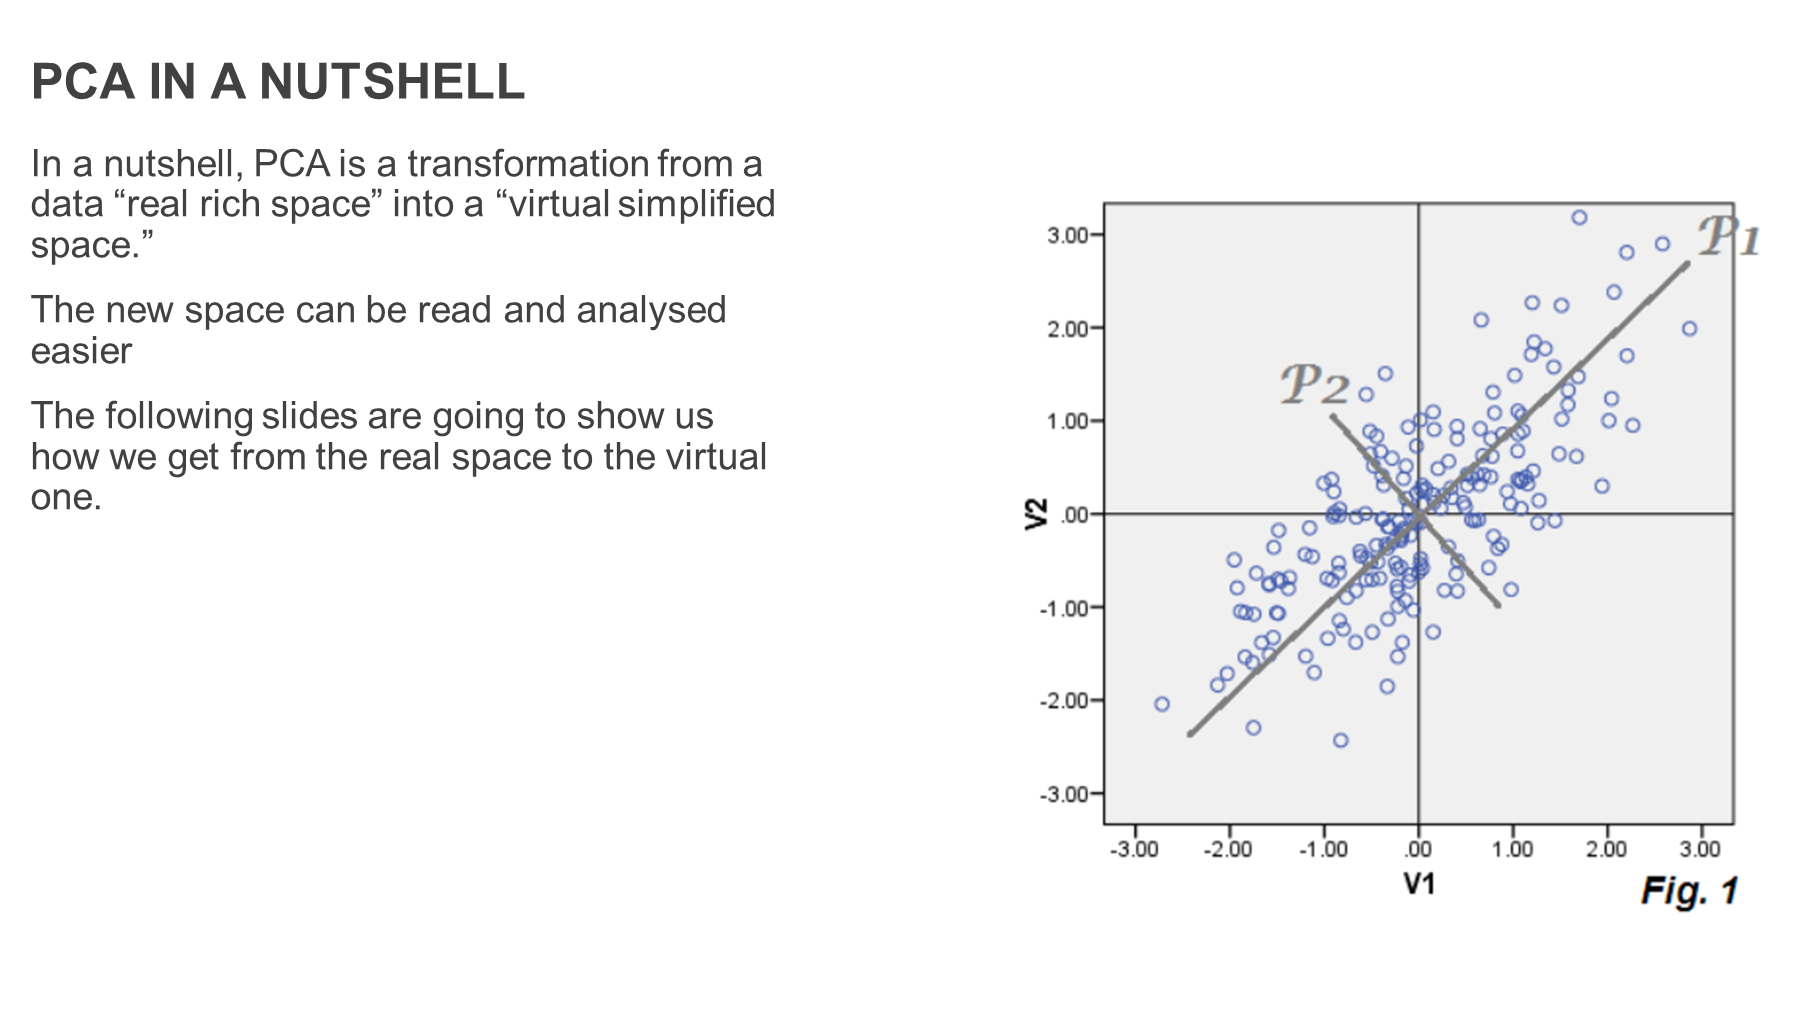 PCA IN A NUTSHELL
In a nutshell, PCA is a transformation from a
data “real rich space” into a “virtual simplified
space.”
The new space can be read and analysed
easier
The following slides are going to show us
how we get from the real space to the virtual
one.
P1
3.00
2.00
P2
1.00
V2
.00
-1.00
-2.00
-3.00
-3.00 -2.00 -1.00 .00 1.00 2.00 3.00
V1
Fig. 1